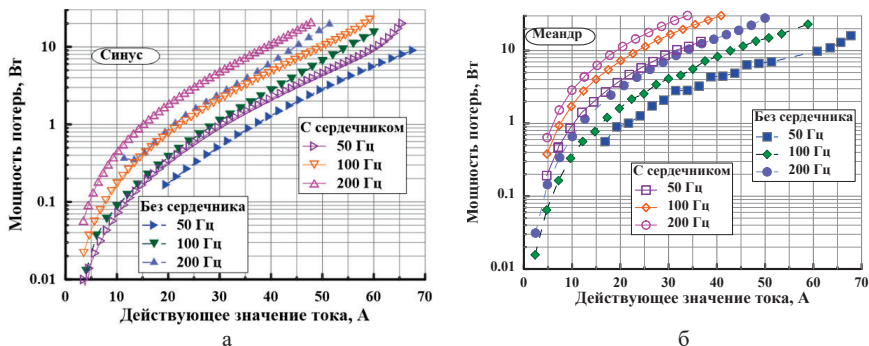 Синус
Мощность потерь, Вт
10
1
0.1
0.01
С сердечником
50 Гц
100 Гц
200 Гц
Без сердечника
50 Гц
100 Гц
200 Гц
0 10 20 30 40 50 60 70
Действующее значение тока, А
а
Меандр
Мощность потерь, Вт
10
1
0.1
0.01
Без сердечника
50 Гц
100 Гц
200 Гц
С сердечником
50 Гц
100 Гц
200 Гц
0 10 20 30 40 50 60 70
Действующее значение тока, А
б